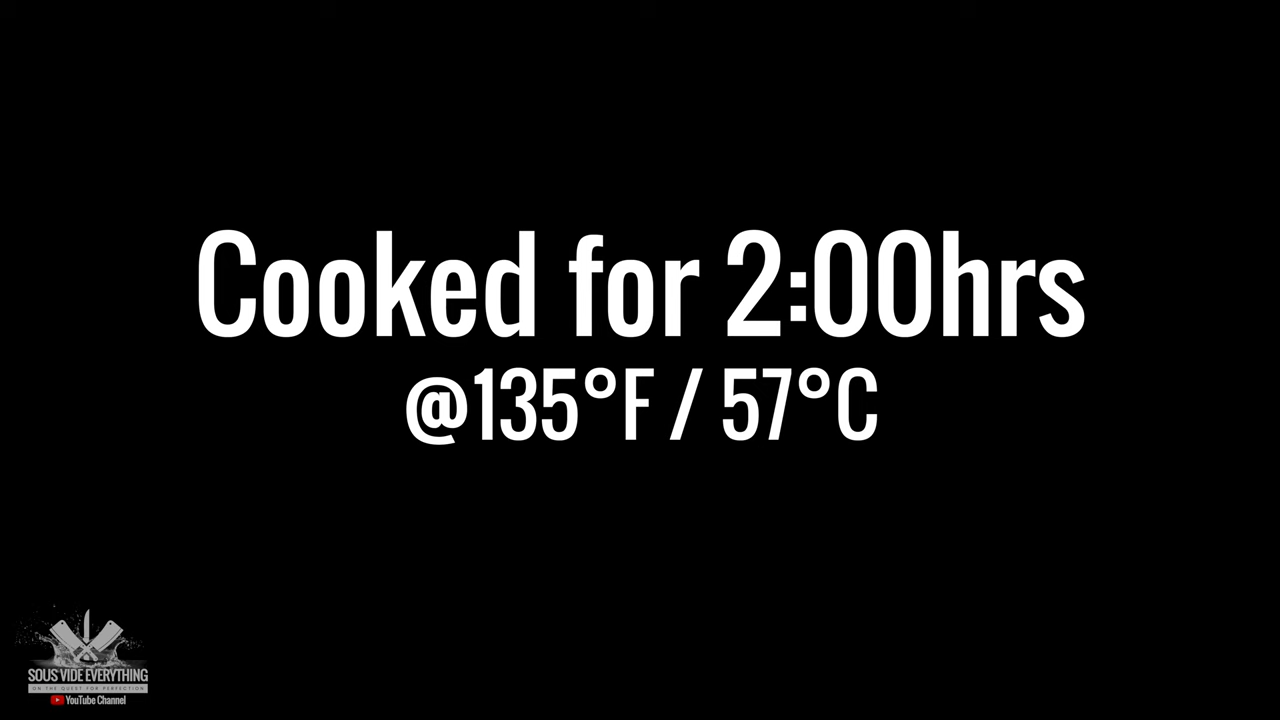 Cooked for 2:00hrs
@135°F / 57°C
SOUS VIDE EVERYTHING
ON THE QUEST FOR PERFECTION
YouTube Channel